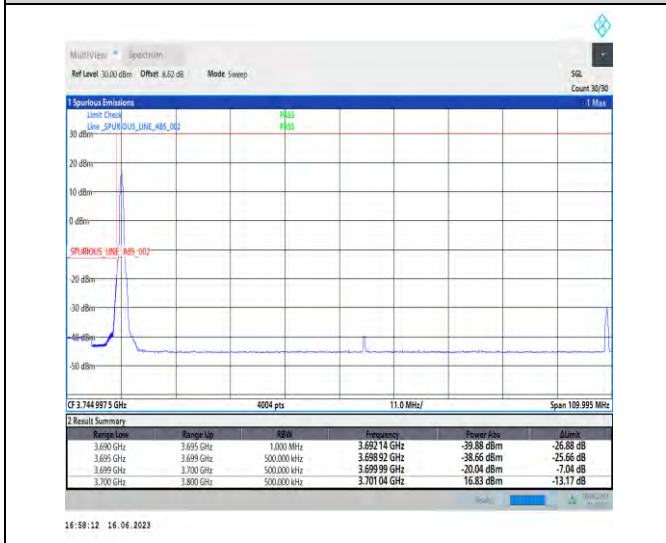 MultiView Spectrum
Ref Level 30.00 dBm Offset 8.62 dB Mode Sweep SGL
Count 30/30
1 Spurious Emissions 1 Max
Limit Check PASS
Line _SPURIOUS_LINE_ABS_002 PASS
30 dBm
20 dBm
10 dBm
0 dBm
_SPURIOUS_LINE_ABS_002
-20 dBm
-30 dBm
-40 dBm
-50 dBm
CF 3.744 997 5 GHz 4004 pts 11.0 MHz/ Span 109.995 MHz
2 Result Summary
Range Low Range Up RBW Frequency Power Abs ΔLimit
3.690 GHz 3.695 GHz 1.000 MHz 3.692 14 GHz -39.88 dBm -26.88 dB
3.695 GHz 3.699 GHz 500.000 kHz 3.698 92 GHz -38.66 dBm -25.66 dB
3.699 GHz 3.700 GHz 500.000 kHz 3.699 99 GHz -20.04 dBm -7.04 dB
3.700 GHz 3.800 GHz 500.000 kHz 3.701 04 GHz 16.83 dBm -13.17 dB
Ready
16:58:12 16.06.2023